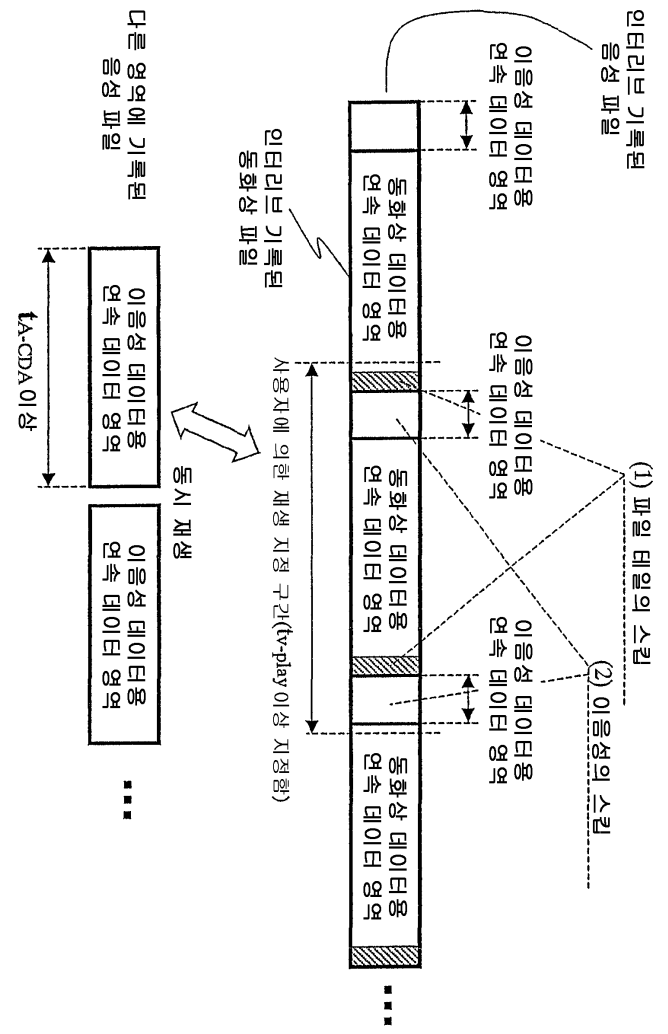 (1) 파일 테일의 스킵
(2) 이음성의 스킵
인터리브 기록된
음성 파일
이음성 데이터용
연속 데이터 영역
이음성 데이터용
연속 데이터 영역
이음성 데이터용
연속 데이터 영역
동화상 데이터용
연속 데이터 영역
동화상 데이터용
연속 데이터 영역
동화상 데이터용
연속 데이터 영역
인터리브 기록된
동화상 파일
사용자에 의한 재생 지정 구간(tv-play이상 지정함)
동시 재생
다른 영역에 기록된
음성 파일
이음성 데이터용
연속 데이터 영역
이음성 데이터용
연속 데이터 영역
tA-CDA 이상